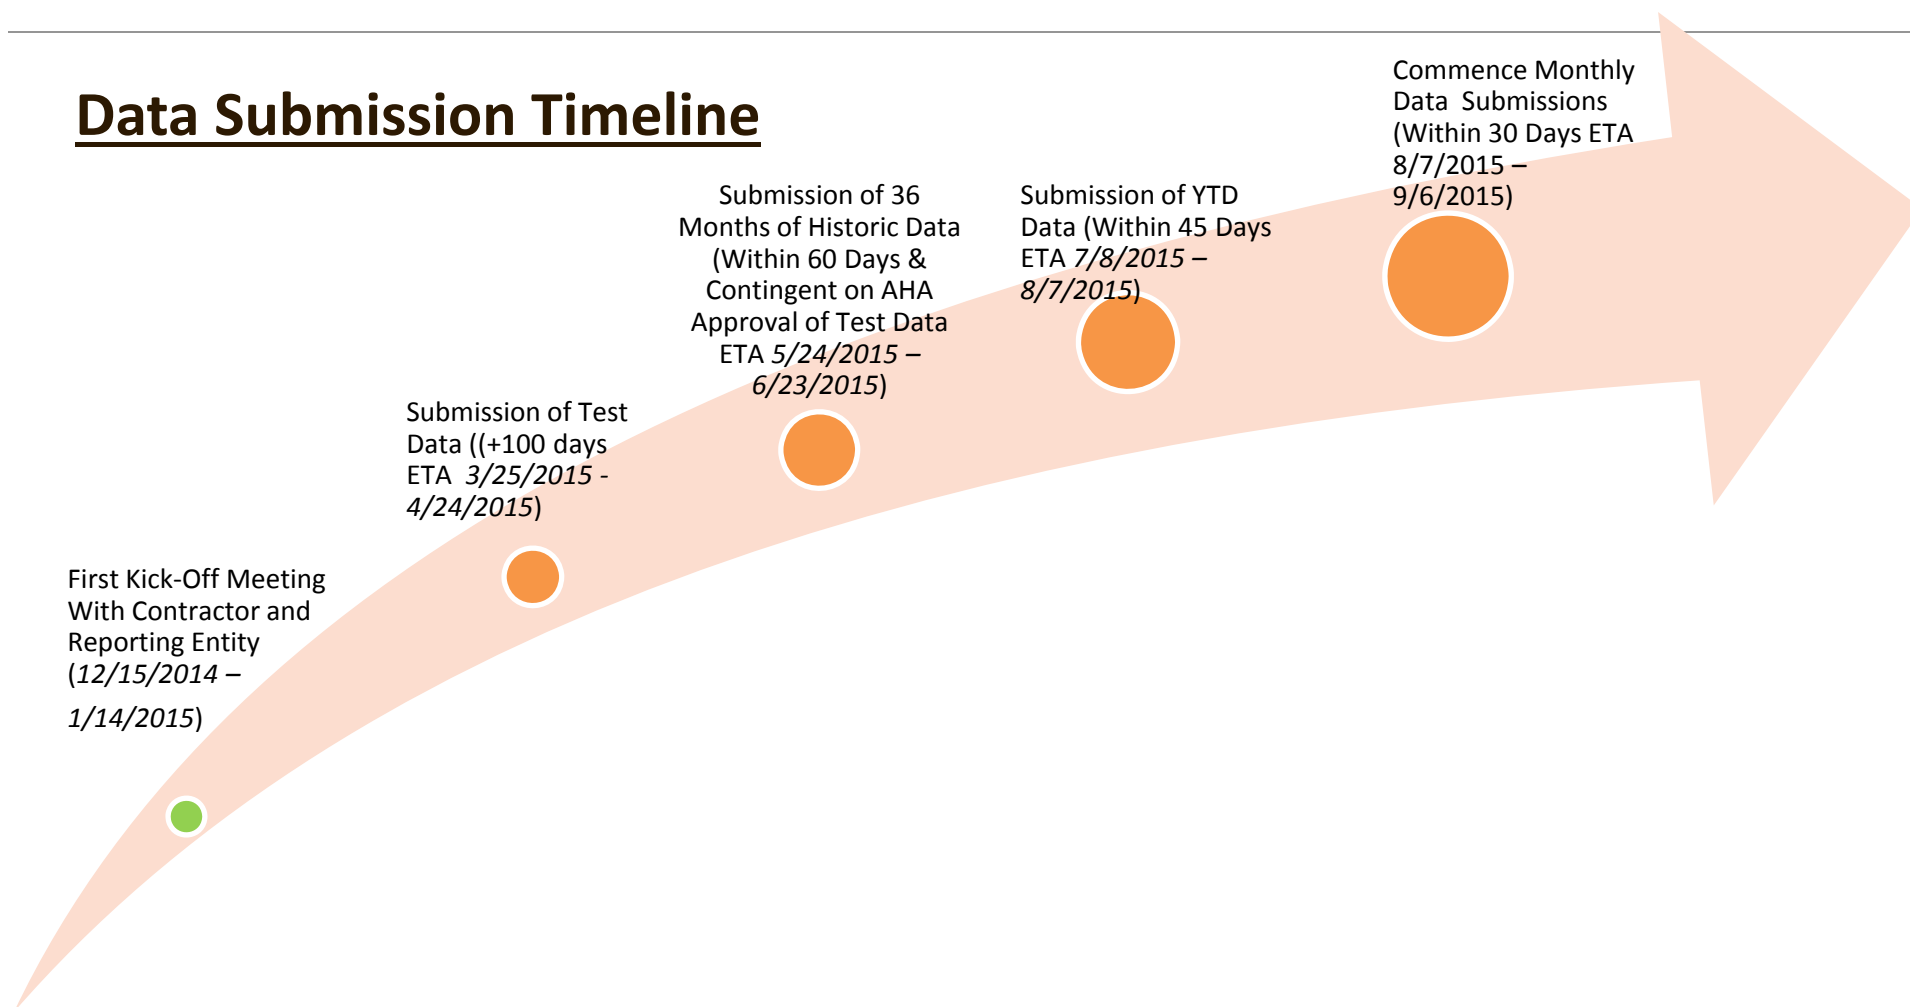 Data Submission Timeline
First Kick-Off Meeting
With Contractor and
Reporting Entity
(12/15/2014 –
1/14/2015)
Submission of Test
Data ((+100 days
ETA  3/25/2015 -
4/24/2015)
Submission of 36
Months of Historic Data
(Within 60 Days &
Contingent on AHA
Approval of Test Data
ETA 5/24/2015 –
6/23/2015)
Submission of YTD
Data (Within 45 Days
ETA 7/8/2015 –
8/7/2015)
Commence Monthly
Data  Submissions
(Within 30 Days ETA
8/7/2015 –
9/6/2015)